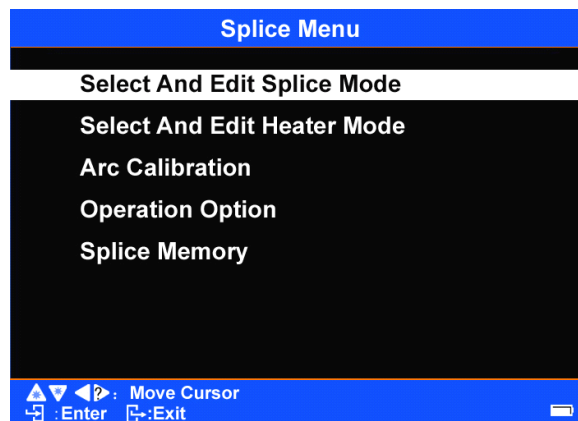 Splice Menu
Select And Edit Splice Mode
Select And Edit Heater Mode
Arc Calibration
Operation Option
Splice Memory
? : Move Cursor
:Enter :Exit